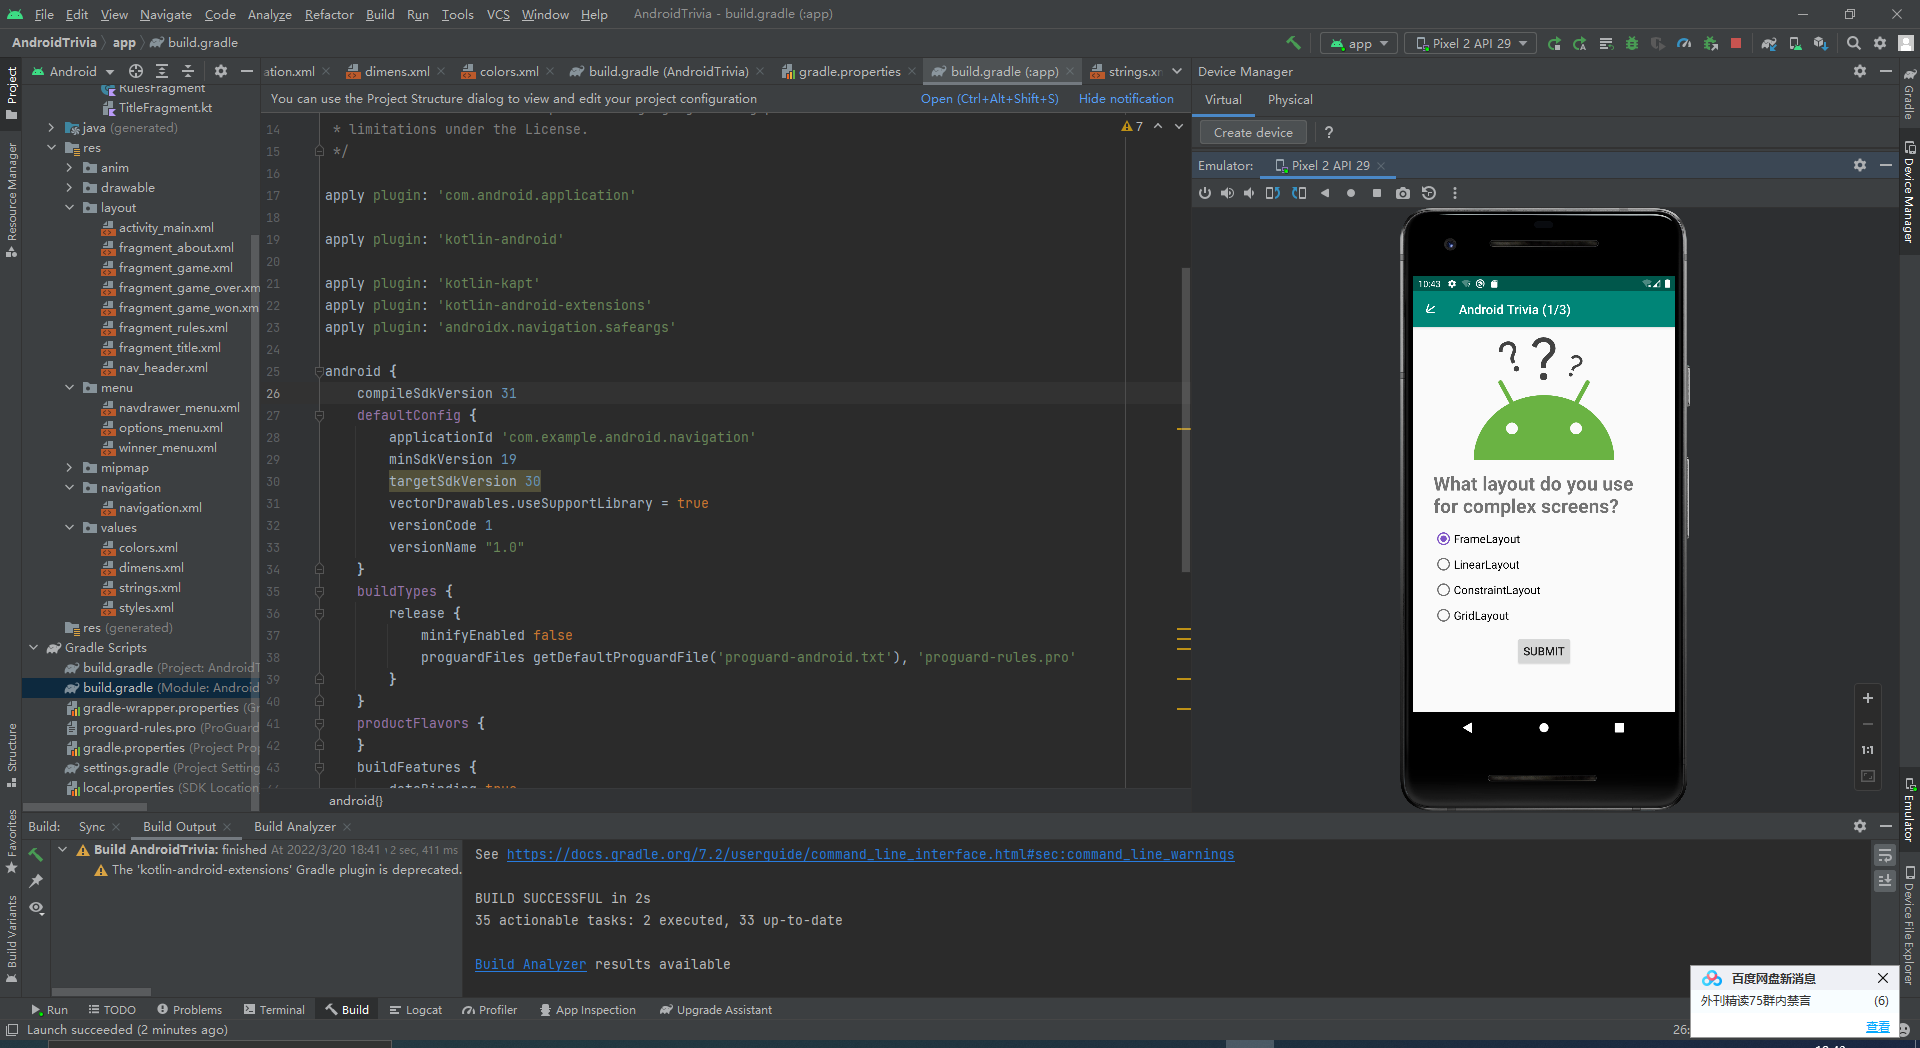 File Edit View Navigate Code Analyze Refactor Build Run Tools VCS Window Help AndroidTrivia - build.gradle (:app)
AndroidTrivia app build.gradle
app Pixel 2 API 29
Project
Resource Manager
Structure
Favorites
Build Variants
Android
RulesFragment
TitleFragment.kt
java (generated)
res
anim
drawable
layout
activity_main.xml
fragment_about.xml
fragment_game.xml
fragment_game_over.xm
fragment_game_won.xm
fragment_rules.xml
fragment_title.xml
nav_header.xml
menu
navdrawer_menu.xml
options_menu.xml
winner_menu.xml
mipmap
navigation
navigation.xml
values
colors.xml
dimens.xml
strings.xml
styles.xml
res (generated)
Gradle Scripts
build.gradle (Project: AndroidT
build.gradle (Module: Android
gradle-wrapper.properties (Gr
proguard-rules.pro (ProGuard
gradle.properties (Project Prop
settings.gradle (Project Setting
local.properties (SDK Location
ation.xml dimens.xml colors.xml build.gradle (AndroidTrivia) gradle.properties build.gradle (:app) strings.xr
You can use the Project Structure dialog to view and edit your project configuration Open (Ctrl+Alt+Shift+S) Hide notification
7
14 * limitations under the License.
15 */
16
17 apply plugin: 'com.android.application'
18
19 apply plugin: 'kotlin-android'
20
21 apply plugin: 'kotlin-kapt'
22 apply plugin: 'kotlin-android-extensions'
23 apply plugin: 'androidx.navigation.safeargs'
24
25 android {
26 compileSdkVersion 31
27 defaultConfig {
28 applicationId 'com.example.android.navigation'
29 minSdkVersion 19
30 targetSdkVersion 30
31 vectorDrawables.useSupportLibrary = true
32 versionCode 1
33 versionName "1.0"
34 }
35 buildTypes {
36 release {
37 minifyEnabled false
38 proguardFiles getDefaultProguardFile('proguard-android.txt'), 'proguard-rules.pro'
39 }
40 }
41 productFlavors {
42 }
43 buildFeatures {
android{}
Device Manager
Virtual Physical
Create device ?
Emulator: Pixel 2 API 29
10:43
Android Trivia (1/3)
? ? ?
What layout do you use
for complex screens?
FrameLayout
LinearLayout
ConstraintLayout
GridLayout
SUBMIT
1:1
Gradle
Device Manager
Emulator
Device File Explorer
Build: Sync Build Output Build Analyzer
Build AndroidTrivia: finished At 2022/3/20 18:41 2 sec, 411 ms
The 'kotlin-android-extensions' Gradle plugin is deprecated.
See https://docs.gradle.org/7.2/userguide/command_line_interface.html#sec:command_line_warnings
BUILD SUCCESSFUL in 2s
35 actionable tasks: 2 executed, 33 up-to-date
Build Analyzer results available
Run TODO Problems Terminal Build Logcat Profiler App Inspection Upgrade Assistant
Launch succeeded (2 minutes ago)
26:
百度网盘新消息
外刊精读75群内禁言 (6)
查看